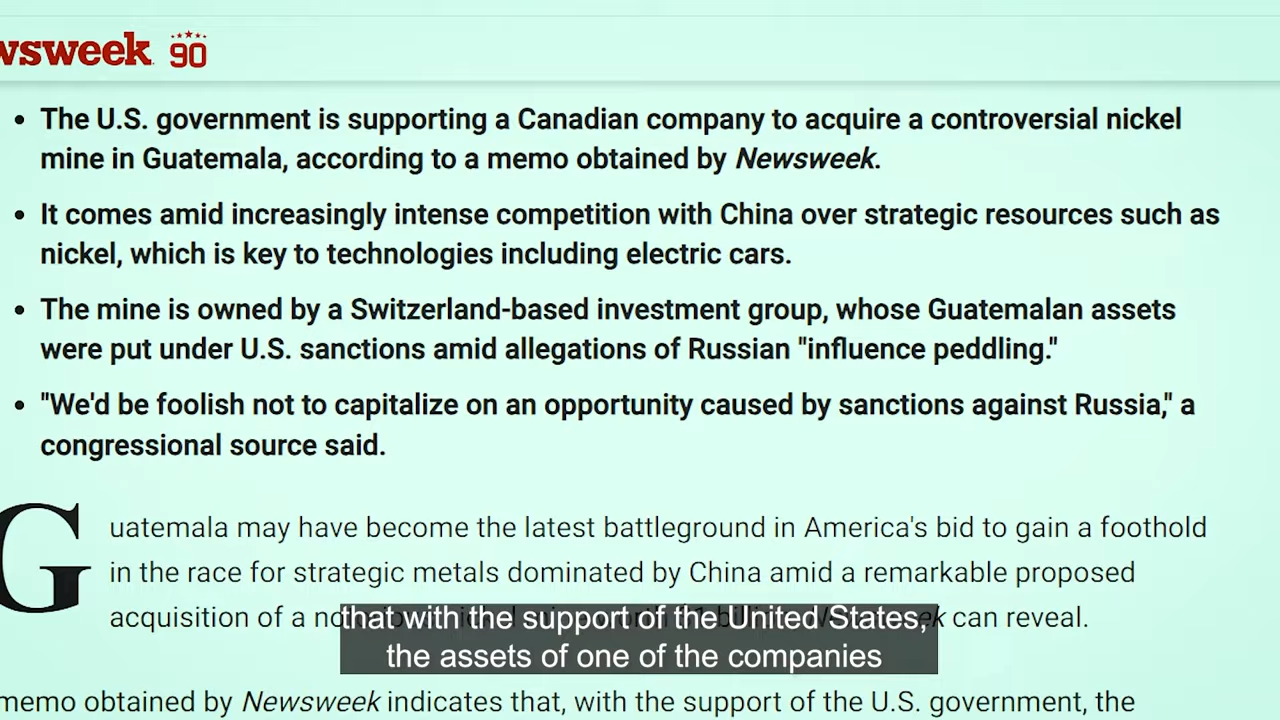 wsweek 90
• The U.S. government is supporting a Canadian company to acquire a controversial nickel
mine in Guatemala, according to a memo obtained by Newsweek.
• It comes amid increasingly intense competition with China over strategic resources such as
nickel, which is key to technologies including electric cars.
• The mine is owned by a Switzerland-based investment group, whose Guatemalan assets
were put under U.S. sanctions amid allegations of Russian "influence peddling."
• "We'd be foolish not to capitalize on an opportunity caused by sanctions against Russia," a
congressional source said.
Guatemala may have become the latest battleground in America's bid to gain a foothold
in the race for strategic metals dominated by China amid a remarkable proposed
acquisition of a can reveal.
that with the support of the United States,
the assets of one of the companies
memo obtained by Newsweek indicates that, with the support of the U.S. government, the